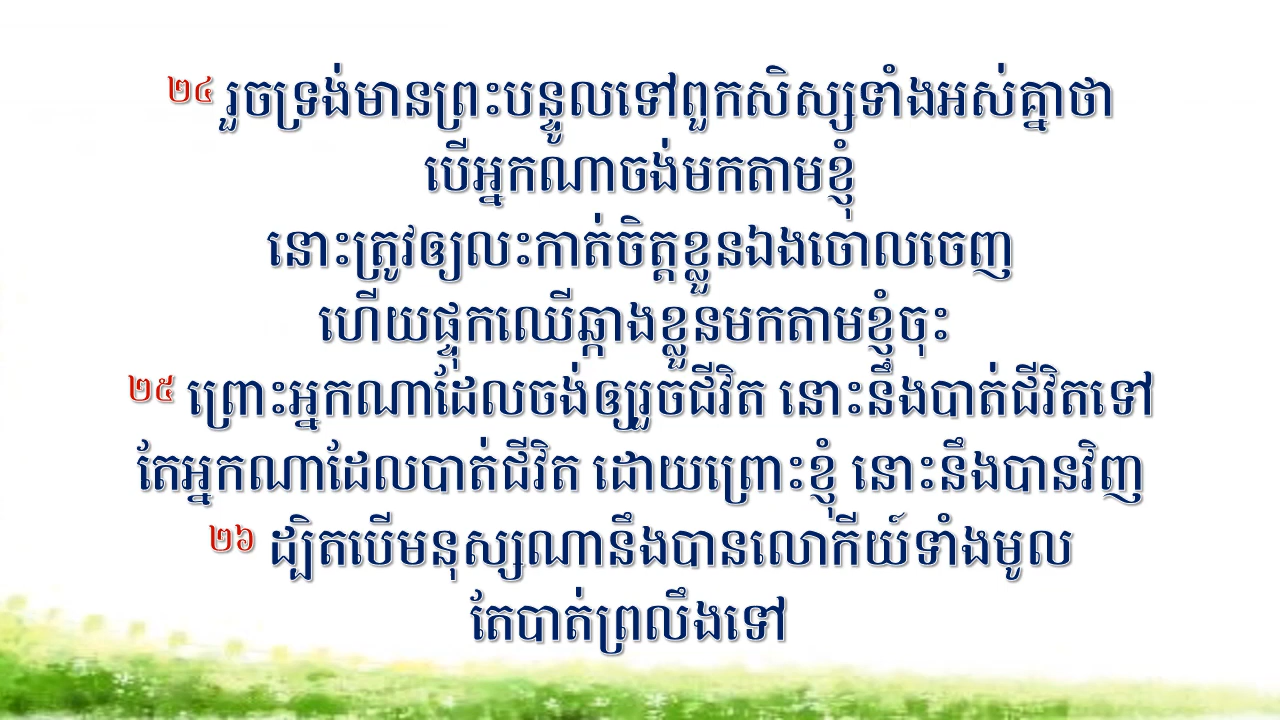 ២៤ រួចទ្រង់មានព្រះបន្ទូលទៅពួកសិស្សទាំងអស់គ្នាថា
បើអ្នកណាចង់មកតាមខ្ញុំ
នោះត្រូវឲ្យលះកាត់ចិត្តខ្លួនឯងចោលចេញ
ហើយផ្ទុកឈើឆ្កាងខ្លួនមកតាមខ្ញុំចុះ
២៥ ព្រោះអ្នកណាដែលចង់ឲ្យរួចជីវិត នោះនឹងបាត់ជីវិតទៅ
តែអ្នកណាដែលបាត់ជីវិត ដោយព្រោះខ្ញុំ នោះនឹងបានវិញ
២៦ ដ្បិតបើមនុស្សណានឹងបានលោកីយ៍ទាំងមូល
តែបាត់ព្រលឹងទៅ